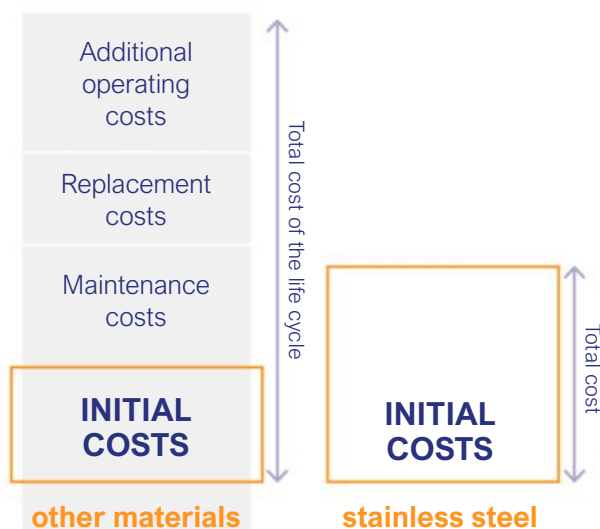 Additional
operating
costs
Replacement
costs
Maintenance
costs
INITIAL
COSTS
other materials
Total cost of the life cycle
INITIAL
COSTS
stainless steel
Total cost